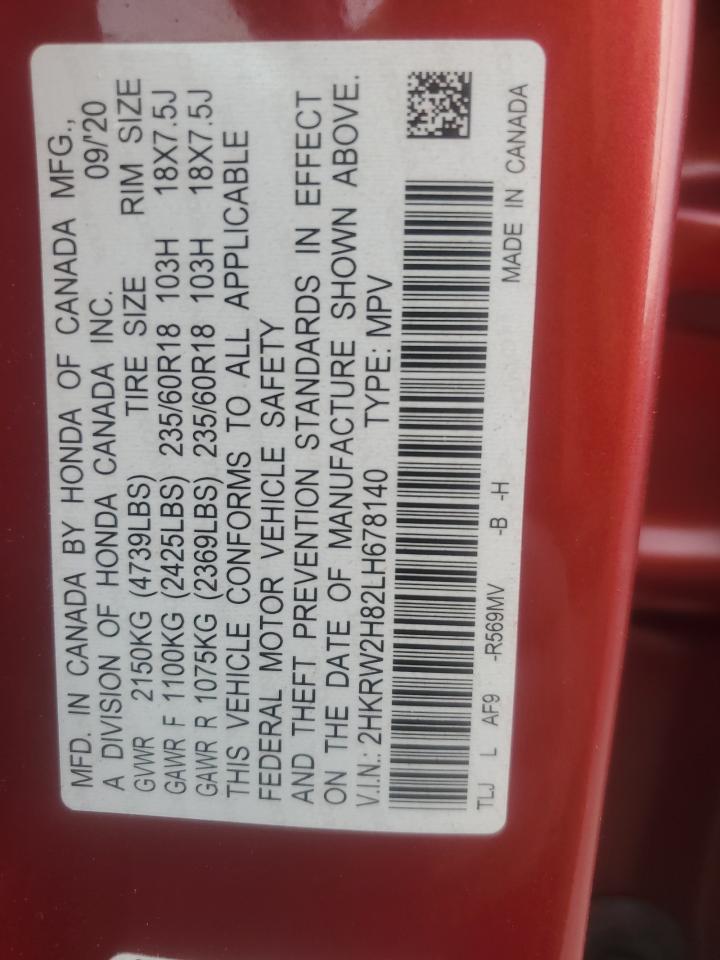 MFD. IN CANADA BY HONDA OF CANADA MFG.,
A DIVISION OF HONDA CANADA INC. 09/'20
GVWR 2150KG (4739LBS) TIRE SIZE RIM SIZE
GAWR F 1100KG (2425LBS) 235/60R18 103H 18X7.5J
GAWR R 1075KG (2369LBS) 235/60R18 103H 18X7.5J
THIS VEHICLE CONFORMS TO ALL APPLICABLE
FEDERAL MOTOR VEHICLE SAFETY
AND THEFT PREVENTION STANDARDS IN EFFECT
ON THE DATE OF MANUFACTURE SHOWN ABOVE.
V.I.N.: 2HKRW2H82LH678140 TYPE: MPV
TLJ L AF9 -R569MV -B -H
MADE IN CANADA